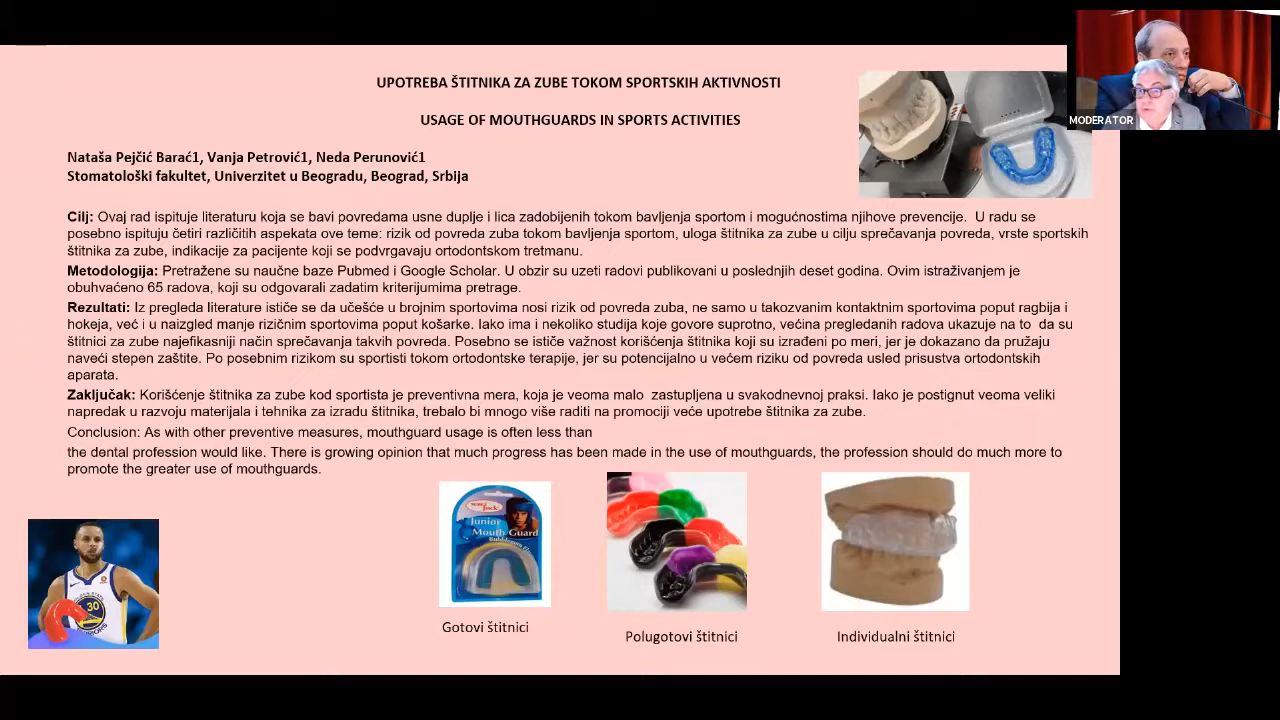 UPOTREBA ŠTITNIKA ZA ZUBE TOKOM SPORTSKIH AKTIVNOSTI
USAGE OF MOUTHGUARDS IN SPORTS ACTIVITIES
MODERATOR
Nataša Pejčić Barać1, Vanja Petrović1, Neda Perunović1
Stomatološki fakultet, Univerzitet u Beogradu, Beograd, Srbija
Cilj: Ovaj rad ispituje literaturu koja se bavi povredama usne duplje i lica zadobijenih tokom bavljenja sportom i mogućnostima njihove prevencije. U radu se
posebno ispituju četiri različitih aspekata ove teme: rizik od povreda zuba tokom bavljenja sportom, uloga štitnika za zube u cilju sprečavanja povreda, vrste sportskih
štitnika za zube, indikacije za pacijente koji se podvrgavaju ortodontskom tretmanu.
Metodologija: Pretražene su naučne baze Pubmed i Google Scholar. U obzir su uzeti radovi publikovani u poslednjih deset godina. Ovim istraživanjem je
obuhvaćeno 65 radova, koji su odgovarali zadatim kriterijumima pretrage.
Rezultati: Iz pregleda literature ističe se da učešće u brojnim sportovima nosi rizik od povreda zuba, ne samo u takozvanim kontaktnim sportovima poput ragbija i
hokeja, već i u naizgled manje rizičnim sportovima poput košarke. Iako ima i nekoliko studija koje govore suprotno, većina pregledanih radova ukazuje na to da su
štitnici za zube najefikasniji način sprečavanja takvih povreda. Posebno se ističe važnost korišćenja štitnika koji su izrađeni po meri, jer je dokazano da pružaju
naveći stepen zaštite. Po posebnim rizikom su sportisti tokom ortodontske terapije, jer su potencijalno u većem riziku od povreda usled prisustva ortodontskih
aparata.
Zaključak: Korišćenje štitnika za zube kod sportista je preventivna mera, koja je veoma malo zastupljena u svakodnevnoj praksi. Iako je postignut veoma veliki
napredak u razvoju materijala i tehnika za izradu štitnika, trebalo bi mnogo više raditi na promociji veće upotrebe štitnika za zube.
Conclusion: As with other preventive measures, mouthguard usage is often less than
the dental profession would like. There is growing opinion that much progress has been made in the use of mouthguards, the profession should do much more to
promote the greater use of mouthguards.
Junior
Mouth Guard
30
Gotovi štitnici
Polugotovi štitnici
Individualni štitnici